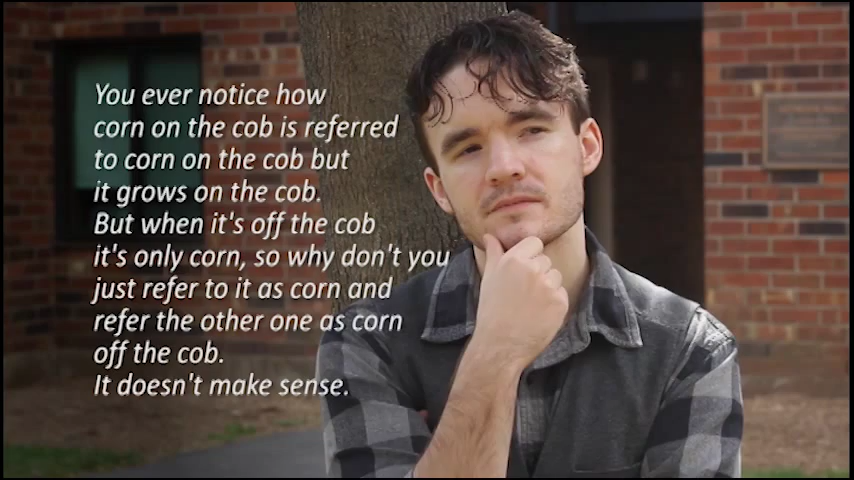 You ever notice how
corn on the cob is referred
to corn on the cob but
it grows on the cob.
But when it's off the cob
it's only corn, so why don't you
just refer to it as corn and
refer the other one as corn
off the cob.
It doesn't make sense.